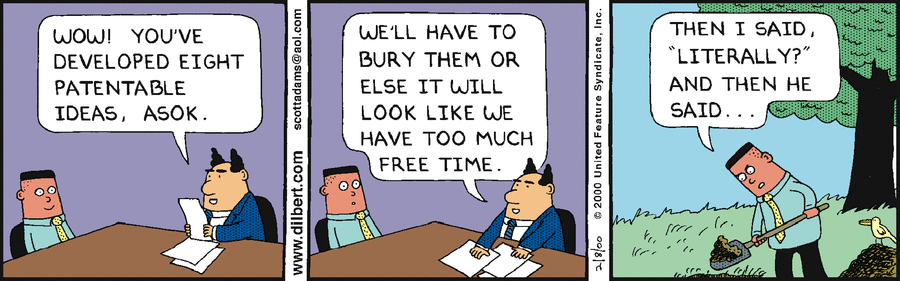 WOW! YOU'VE
DEVELOPED EIGHT
PATENTABLE
IDEAS, ASOK.
www.dilbert.com
scottadams@aol.com
WE'LL HAVE TO
BURY THEM OR
ELSE IT WILL
LOOK LIKE WE
HAVE TOO MUCH
FREE TIME.
2/8/00 © 2000 United Feature Syndicate, Inc.
THEN I SAID,
"LITERALLY?"
AND THEN HE
SAID...